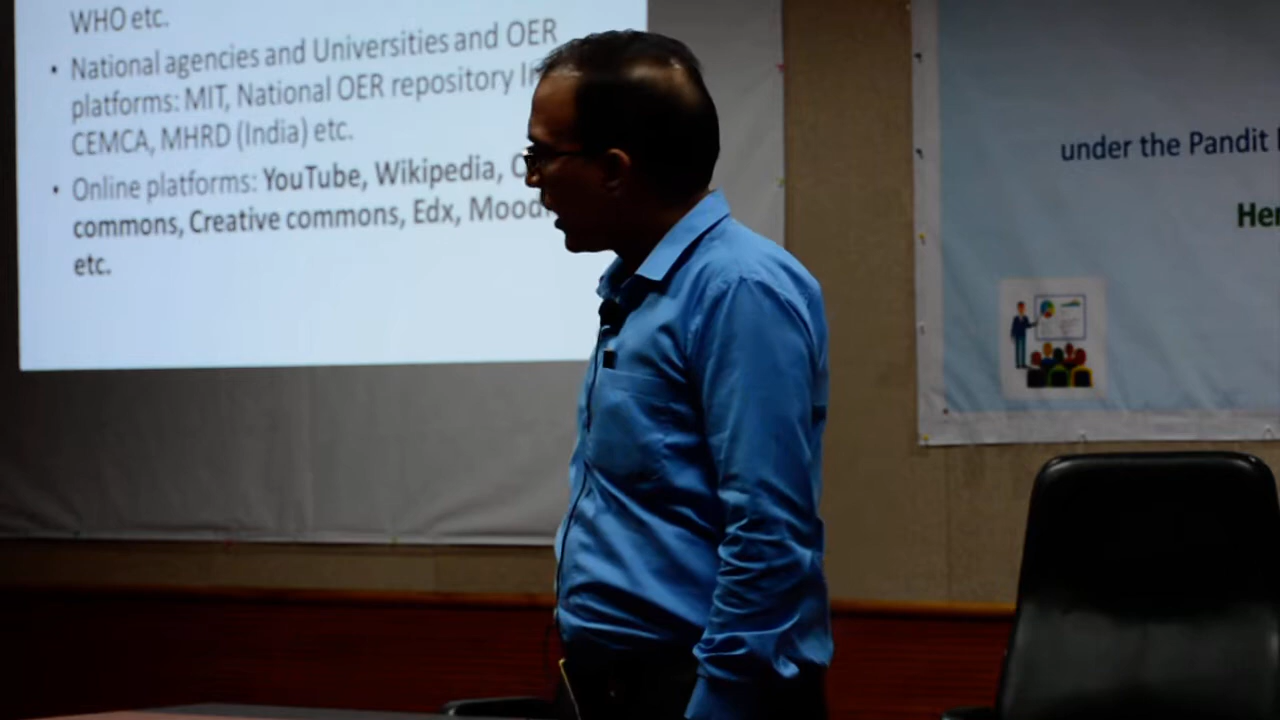 WHO etc.
• National agencies and Universities and OER
platforms: MIT, National OER repository
CEMCA, MHRD (India) etc.
• Online platforms: YouTube, Wikipedia,
commons, Creative commons, Edx,
etc.
under the Pandit